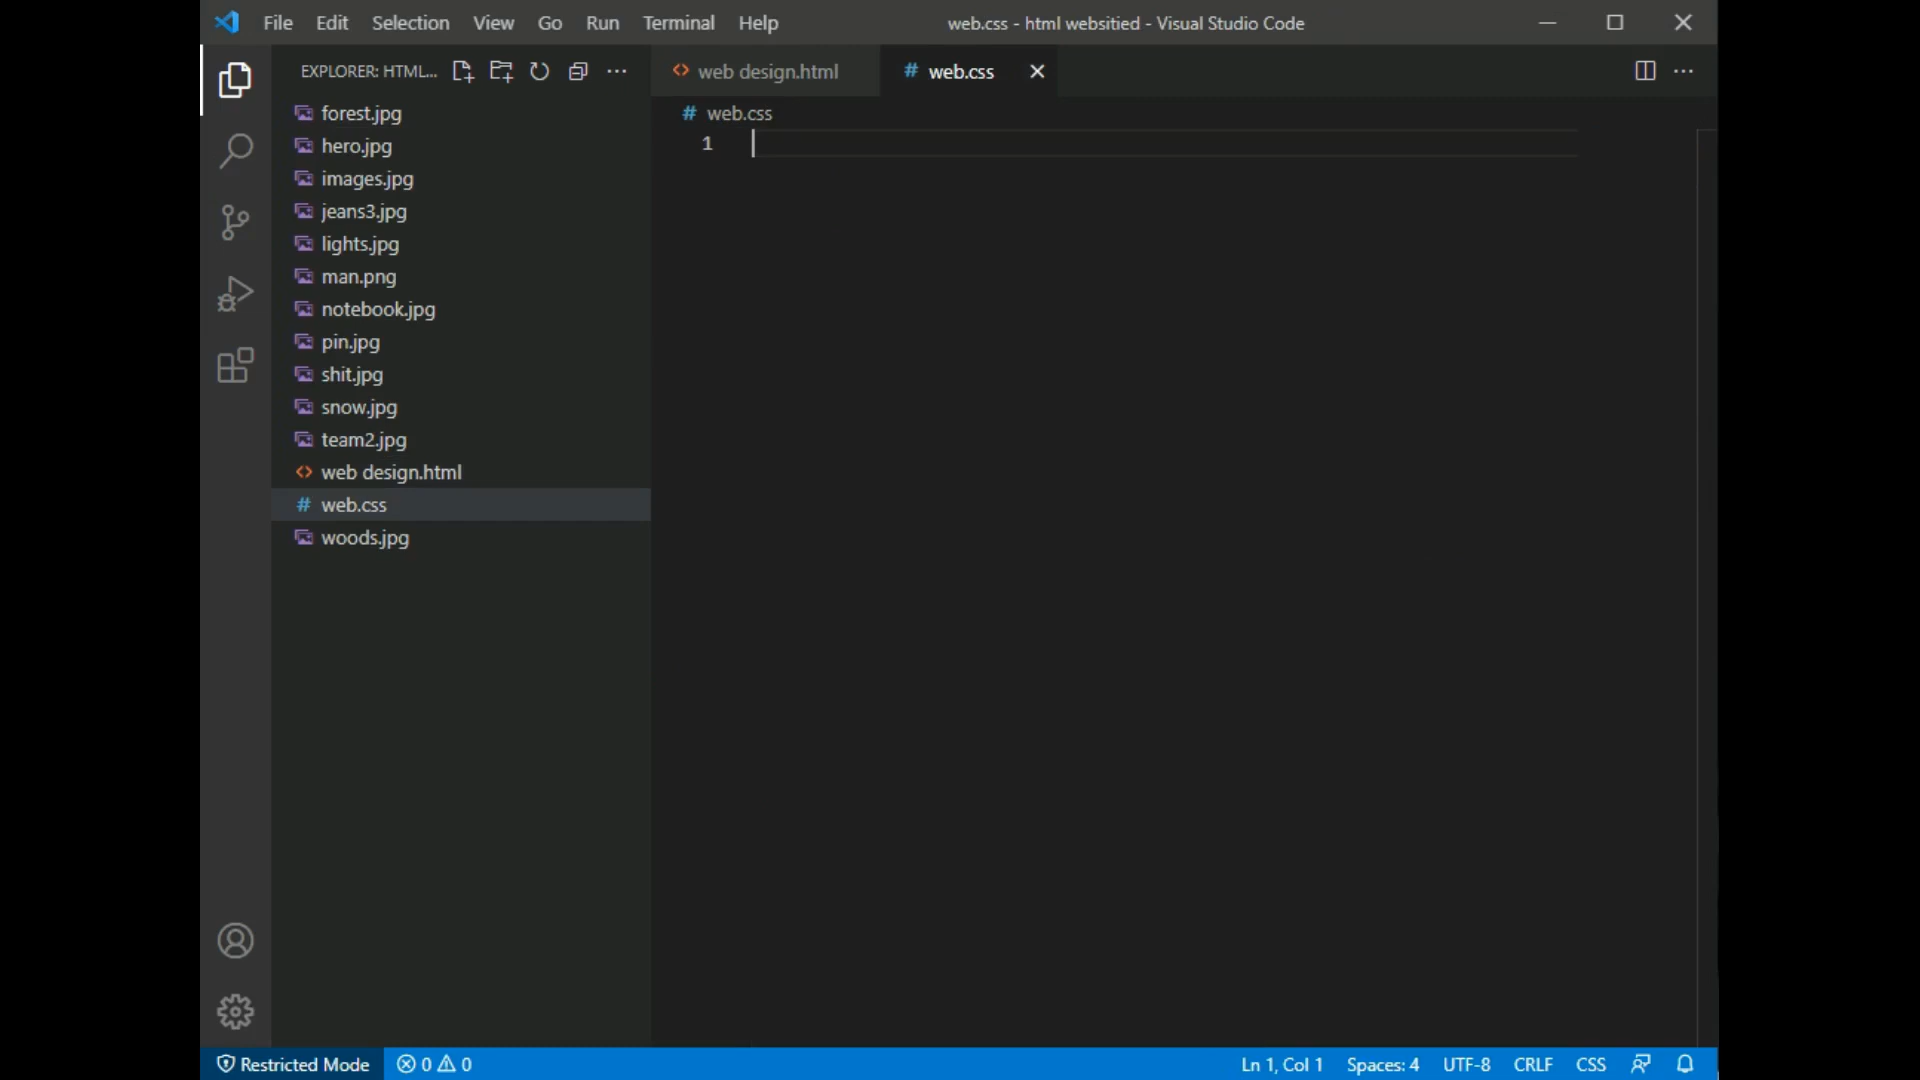 File Edit Selection View Go Run Terminal Help web.css - html websitied - Visual Studio Code
EXPLORER: HTML...
web design.html
# web.css
forest.jpg
hero.jpg
images.jpg
jeans3.jpg
lights.jpg
man.png
notebook.jpg
pin.jpg
shit.jpg
snow.jpg
team2.jpg
web design.html
# web.css
woods.jpg
# web.css
1
Restricted Mode 0 0 Ln 1, Col 1 Spaces: 4 UTF-8 CRLF CSS